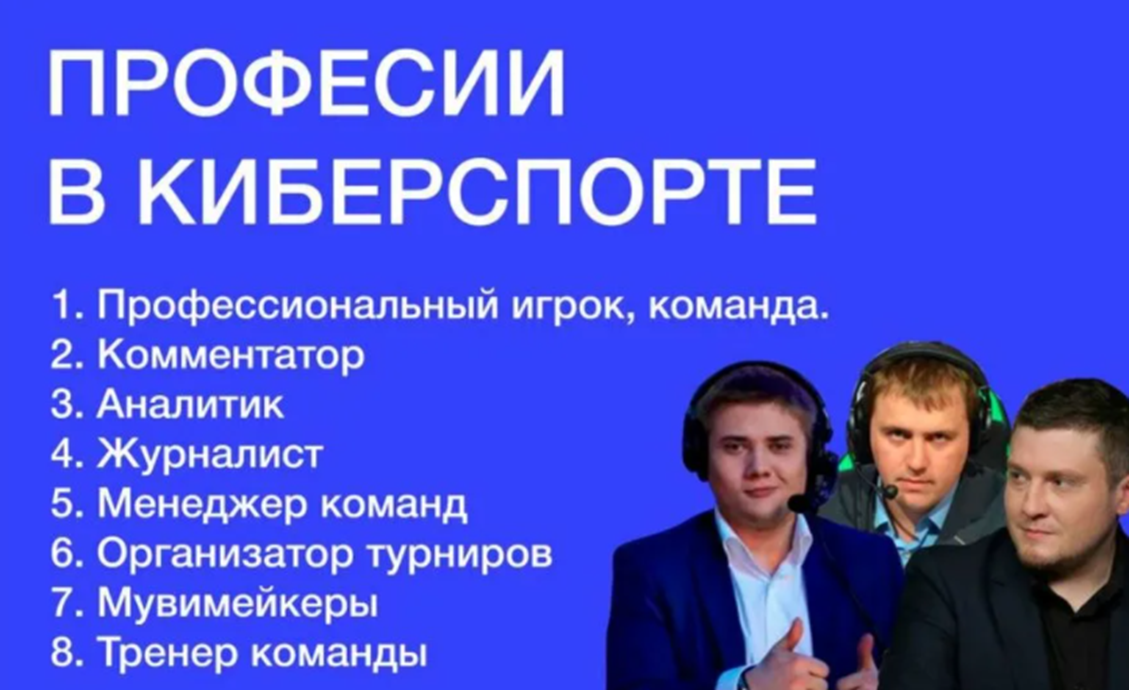 ПРОФЕСИИ
В КИБЕРСПОРТЕ
1. Профессиональный игрок, команда.
2. Комментатор
3. Аналитик
4. Журналист
5. Менеджер команд
6. Организатор турниров
7. Мувимейкеры
8. Тренер команды